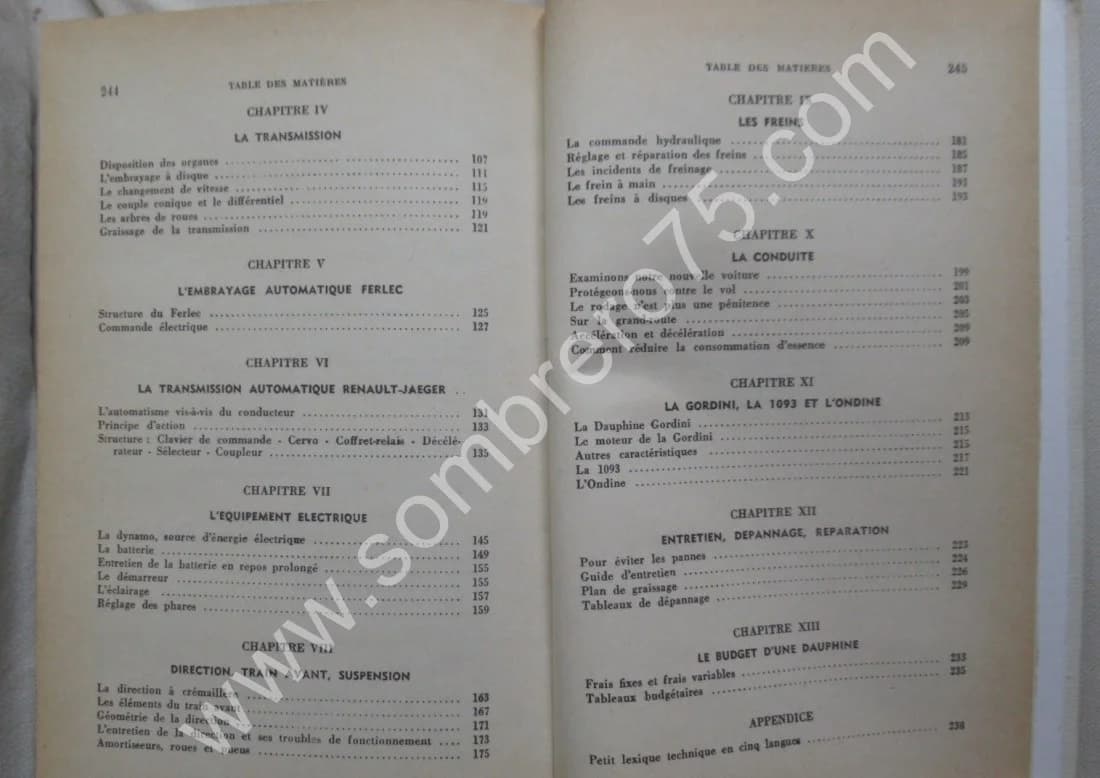 244 TABLE DES MATIÈRES
CHAPITRE IV
LA TRANSMISSION
Disposition des organes ........ 107
L'embrayage à disque ........ 111
Le changement de vitesse ........ 115
Le couple conique et le différentiel ........ 119
Les arbres de roues ........ 119
Graissage de la transmission ........ 121
CHAPITRE V
L'EMBRAYAGE AUTOMATIQUE FERLEC
Structure du Ferlec ........ 125
Commande électrique ........ 127
CHAPITRE VI
LA TRANSMISSION AUTOMATIQUE RENAULT-JAEGER ..
L'automatisme vis-à-vis du conducteur ........ 131
Principe d'action ........ 133
Structure : Clavier de commande - Cervo - Coffret-relais - Décélé-
rateur - Sélecteur - Coupleur ........ 135
CHAPITRE VII
L'EQUIPEMENT ELECTRIQUE
La dynamo, source d'énergie électrique ........ 145
La batterie ........ 149
Entretien de la batterie en repos prolongé ........ 155
Le démarreur ........ 155
L'éclairage ........ 157
Réglage des phares ........ 159
CHAPITRE VIII
DIRECTION, TRAIN AVANT, SUSPENSION
La direction à crémaillère ........ 163
Les éléments du train avant ........ 167
Géométrie de la direction ........ 171
L'entretien de la direction et ses troubles de fonctionnement .... 173
Amortisseurs, roues et pneus ........ 175
TABLE DES MATIÈRES 245
CHAPITRE IX
LES FREINS
La commande hydraulique ........ 181
Réglage et réparation des freins ........ 185
Les incidents de freinage ........ 187
Le frein à main ........ 191
Les freins à disques ........ 193
CHAPITRE X
LA CONDUITE
Examinons notre nouvelle voiture ........ 199
Protégeons-nous contre le vol ........ 201
Le rodage n'est plus une pénitence ........ 203
Sur la grand-route ........ 205
Accélération et décélération ........ 209
Comment réduire la consommation d'essence ........ 209
CHAPITRE XI
LA GORDINI, LA 1093 ET L'ONDINE
La Dauphine Gordini ........ 213
Le moteur de la Gordini ........ 215
Autres caractéristiques ........ 215
La 1093 ........ 217
L'Ondine ........ 221
CHAPITRE XII
ENTRETIEN, DEPANNAGE, REPARATION
Pour éviter les pannes ........ 223
Guide d'entretien ........ 224
Plan de graissage ........ 226
Tableaux de dépannage ........ 229
CHAPITRE XIII
LE BUDGET D'UNE DAUPHINE
Frais fixes et frais variables ........ 233
Tableaux budgétaires ........ 235
APPENDICE
Petit lexique technique en cinq langues ........ 238
www.sombrero75.com